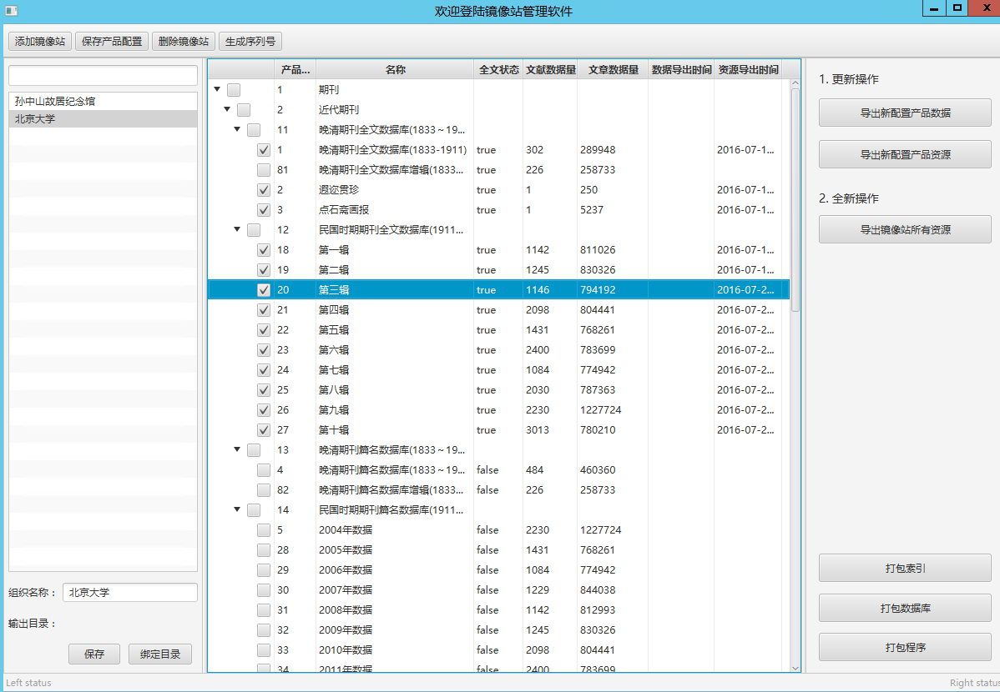 欢迎登陆镜像站管理软件
添加镜像站 保存产品配置 删除镜像站 生成序列号
孙中山故居纪念馆
北京大学
组织名称： 北京大学
输出目录：
保存 绑定目录
产品... 名称 全文状态 文献数据量 文章数据量 数据导出时间 资源导出时间
1 期刊
2 近代期刊
11 晚清期刊全文数据库(1833～19...
1 晚清期刊全文数据库(1833-1911) true 302 289948 2016-07-1...
81 晚清期刊全文数据库增辑(1833... true 226 258733
2 遐迩贯珍 true 1 250 2016-07-1...
3 点石斋画报 true 1 5237 2016-07-1...
12 民国时期期刊全文数据库(1911...
18 第一辑 true 1142 811026 2016-07-1...
19 第二辑 true 1245 830326 2016-07-1...
20 第三辑 true 1146 794192 2016-07-2...
21 第四辑 true 2098 804441 2016-07-2...
22 第五辑 true 1431 768261 2016-07-2...
23 第六辑 true 2400 783699 2016-07-2...
24 第七辑 true 1084 774942 2016-07-2...
25 第八辑 true 2030 787363 2016-07-2...
26 第九辑 true 2230 1227724 2016-07-2...
27 第十辑 true 3013 780210 2016-07-2...
13 晚清期刊篇名数据库(1833～19...
4 晚清期刊篇名数据库(1833～19... false 484 460360
82 晚清期刊篇名数据库增辑(1833... false 226 258733
14 民国时期期刊篇名数据库(1911...
5 2004年数据 false 2230 1227724
28 2005年数据 false 1431 768261
29 2006年数据 false 1084 774942
30 2007年数据 false 1229 844038
31 2008年数据 false 1142 812993
32 2009年数据 false 1245 830326
33 2010年数据 false 2098 804441
34 2011年数据 false 2400 783699
1. 更新操作
导出新配置产品数据
导出新配置产品资源
2. 全新操作
导出镜像站所有资源
打包索引
打包数据库
打包程序
Left status Right status